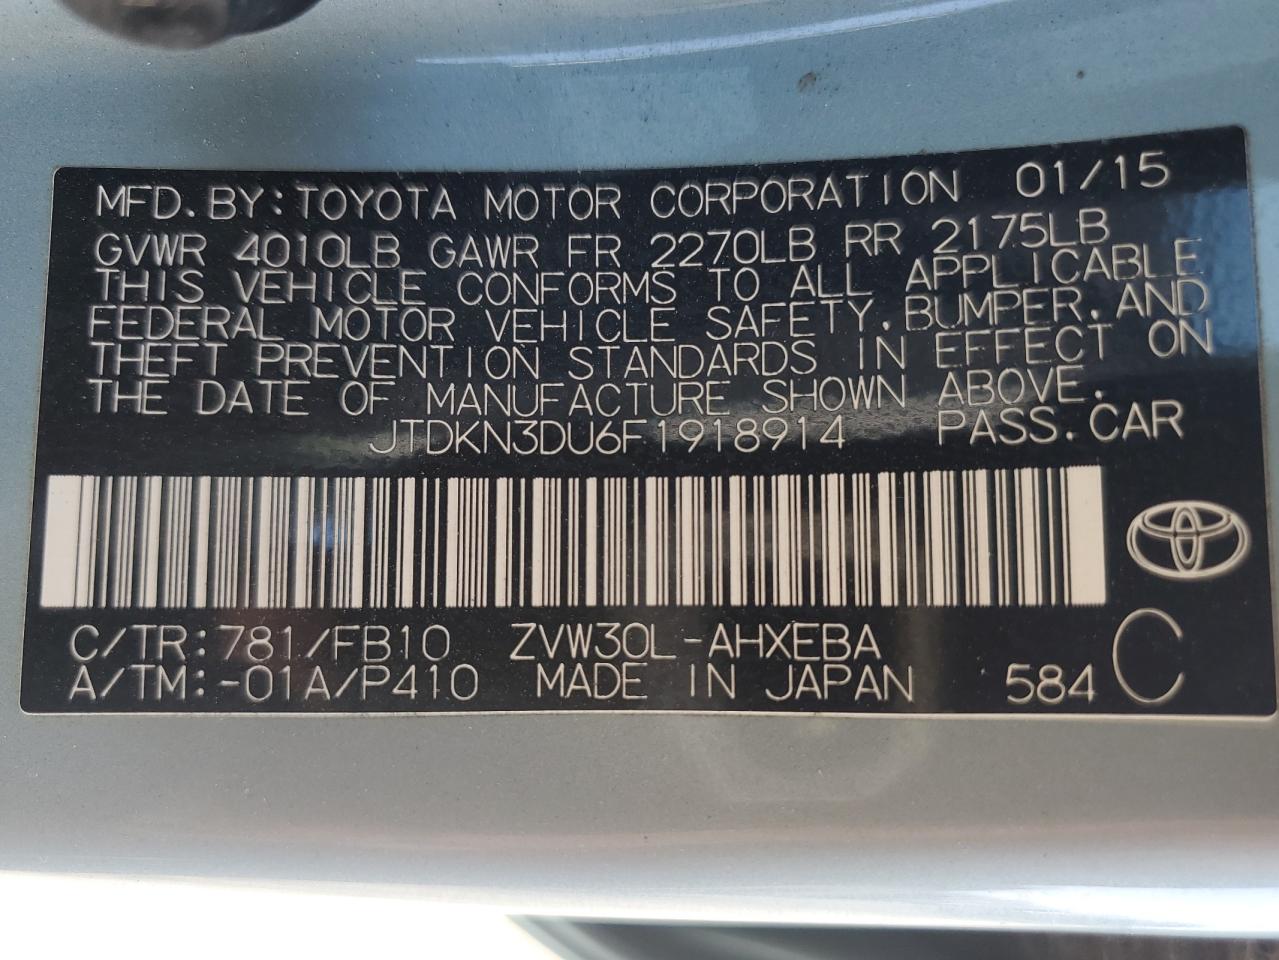 MFD. BY: TOYOTA MOTOR CORPORATION 01/15
GVWR 4010LB GAWR FR 2270LB RR 2175LB
THIS VEHICLE CONFORMS TO ALL APPLICABLE
FEDERAL MOTOR VEHICLE SAFETY, BUMPER, AND
THEFT PREVENTION STANDARDS IN EFFECT ON
THE DATE OF MANUFACTURE SHOWN ABOVE.
JTDKN3DU6F1918914 PASS. CAR
C/TR: 781/FB10 ZVW30L-AHXEBA
A/TM: -01A/P410 MADE IN JAPAN 584 C